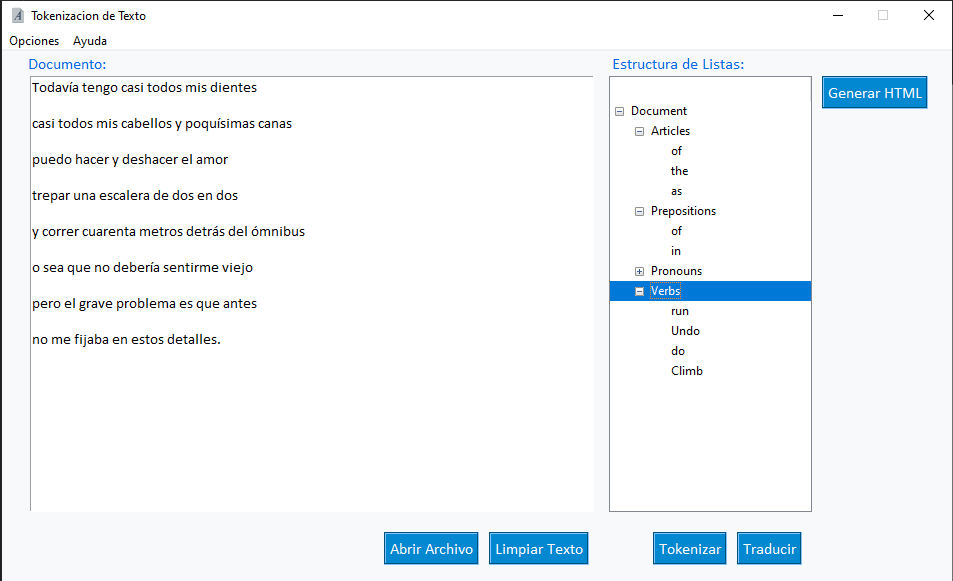 Tokenizacion de Texto
Opciones Ayuda
Documento:
Todavía tengo casi todos mis dientes
casi todos mis cabellos y poquísimas canas
puedo hacer y deshacer el amor
trepar una escalera de dos en dos
y correr cuarenta metros detrás del ómnibus
o sea que no debería sentirme viejo
pero el grave problema es que antes
no me fijaba en estos detalles.
Estructura de Listas:
Document
Articles
of
the
as
Prepositions
of
in
Pronouns
Verbs
run
Undo
do
Climb
Generar HTML
Abrir Archivo
Limpiar Texto
Tokenizar
Traducir